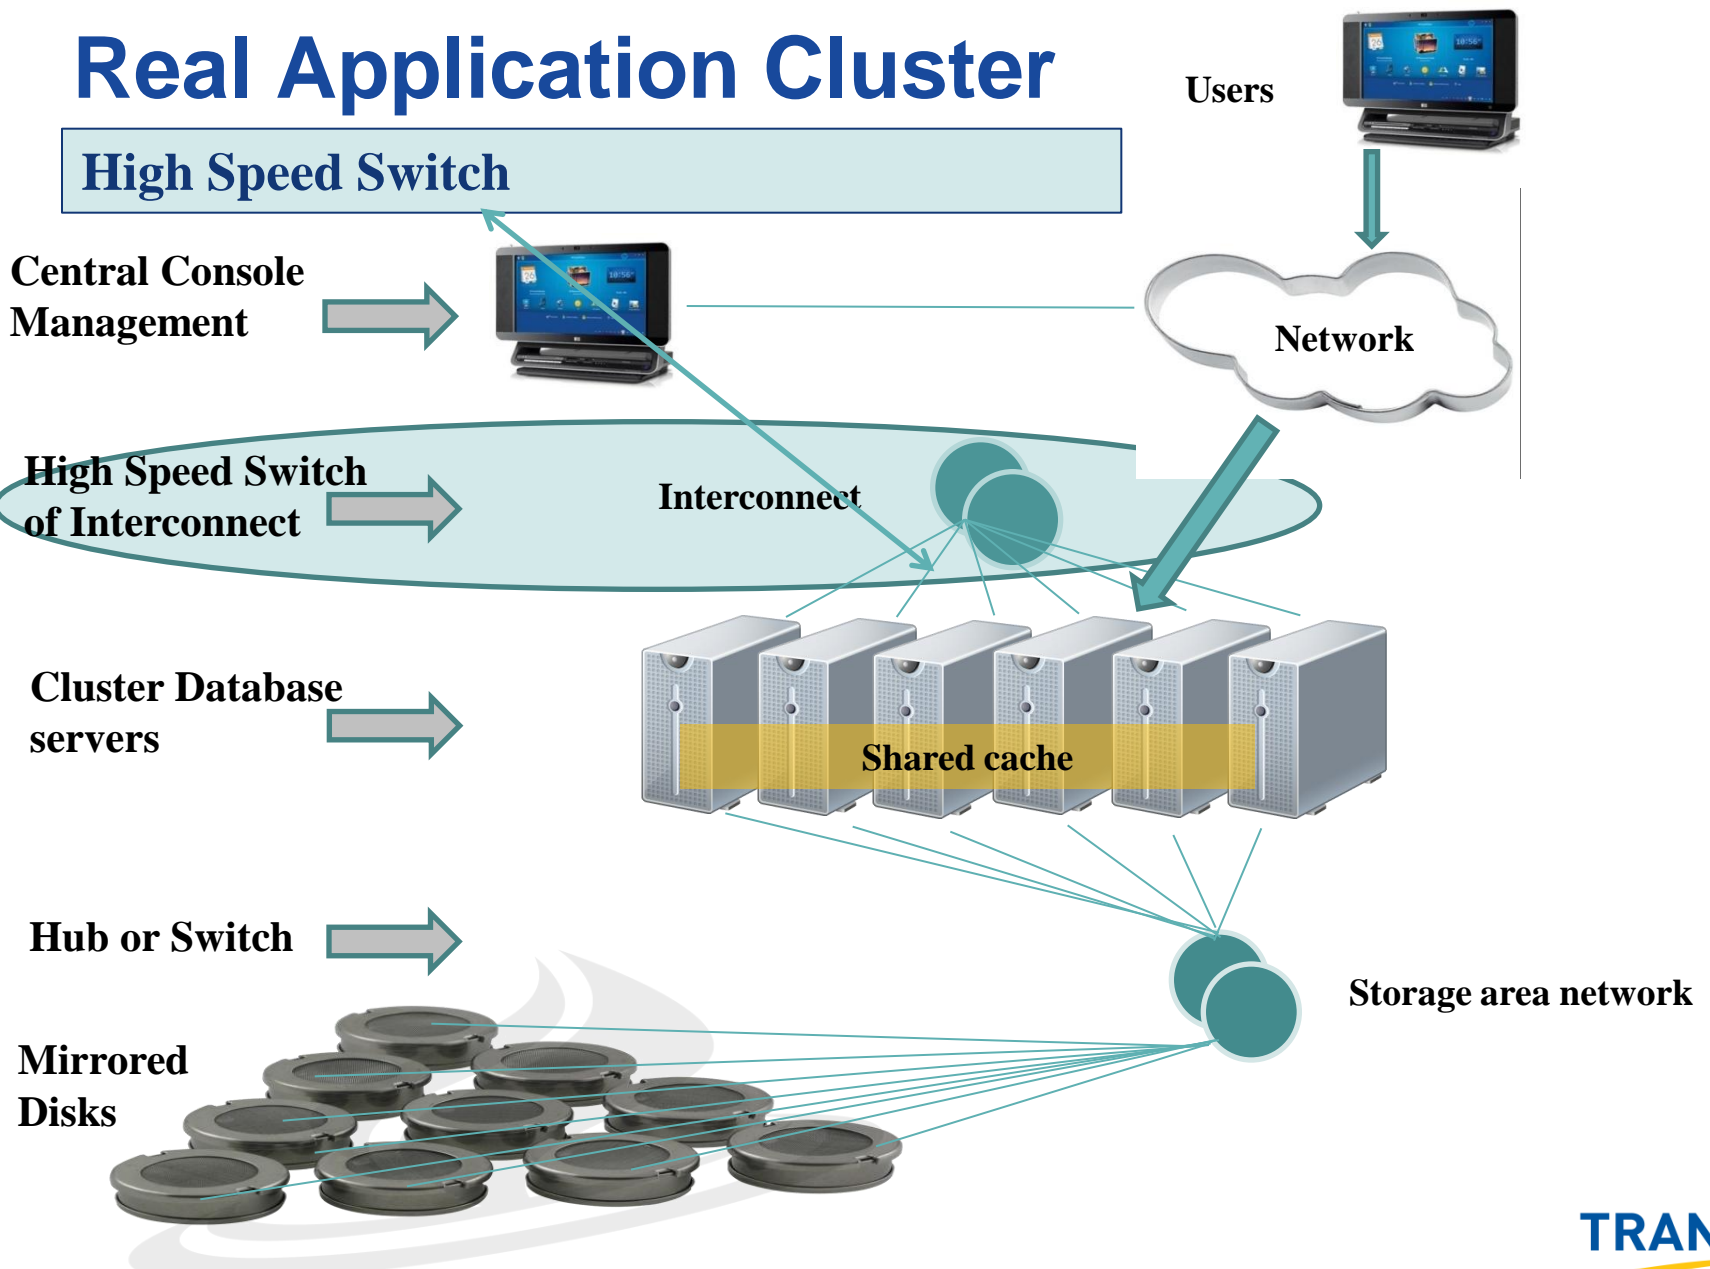 Real Application Cluster
Users
High Speed Switch
Central Console
Management
Network
High Speed Switch
of Interconnect
Interconnect
Cluster Database
servers
Shared cache
Hub or Switch
Storage area network
Mirrored
Disks
TRAN